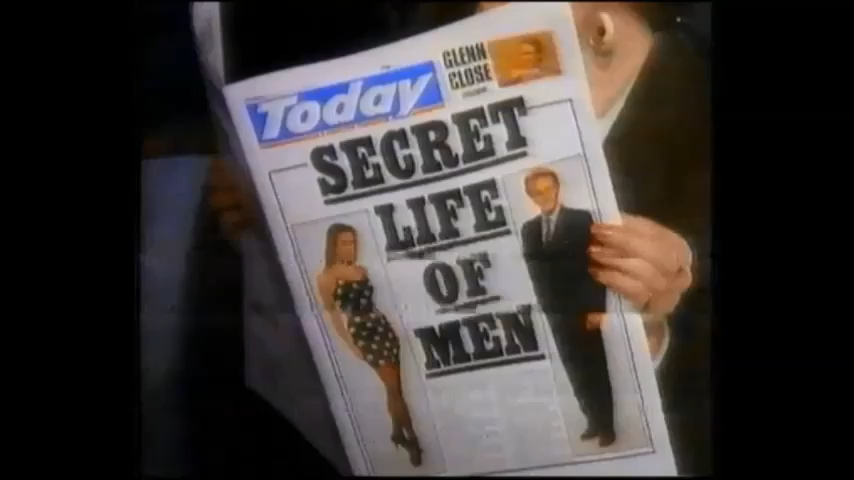 Today
GLENN
CLOSE
SECRET
LIFE
OF
MEN